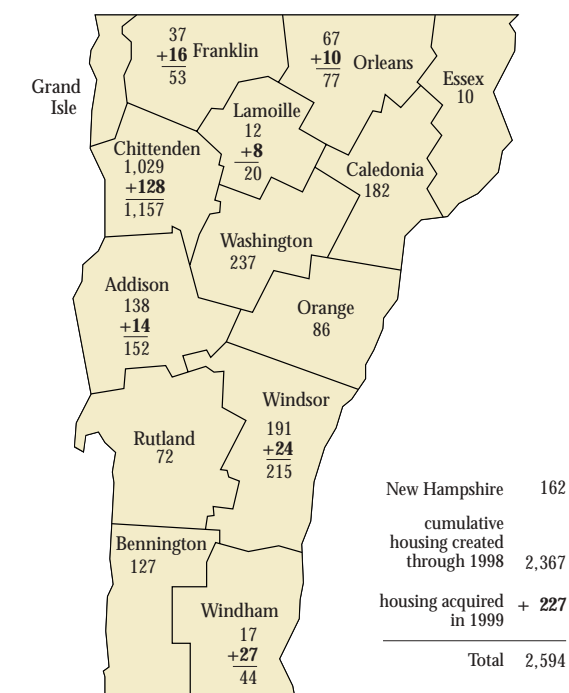 37
+16 Franklin
53
67
+10 Orleans
77
Essex
10
Grand
Isle
Lamoille
12
+8
20
Chittenden
1,029
+128
1,157
Caledonia
182
Washington
237
Addison
138
+14
152
Orange
86
Windsor
191
+24
215
Rutland
72
New Hampshire 162
cumulative
housing created
through 1998 2,367
housing acquired + 227
in 1999
Total 2,594
Bennington
127
Windham
17
+27
44